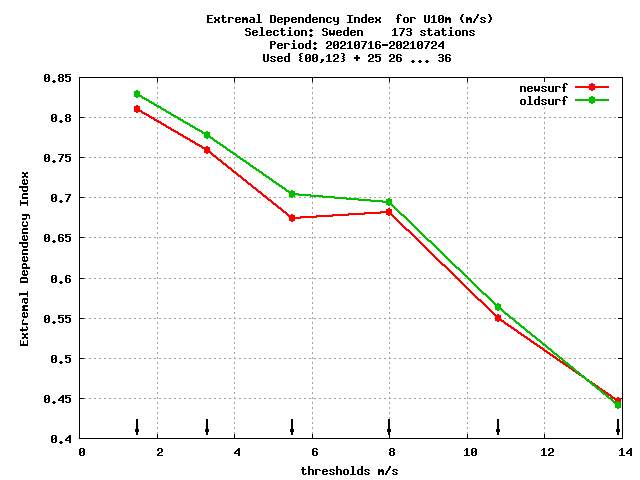 Extremal Dependency Index  for U10m (m/s)
Selection: Sweden    173 stations
Period: 20210716-20210724
Used {00,12} + 25 26 ... 36
newsurf
oldsurf
Extremal Dependency Index
0.85
0.8
0.75
0.7
0.65
0.6
0.55
0.5
0.45
0.4
0 2 4 6 8 10 12 14
thresholds m/s